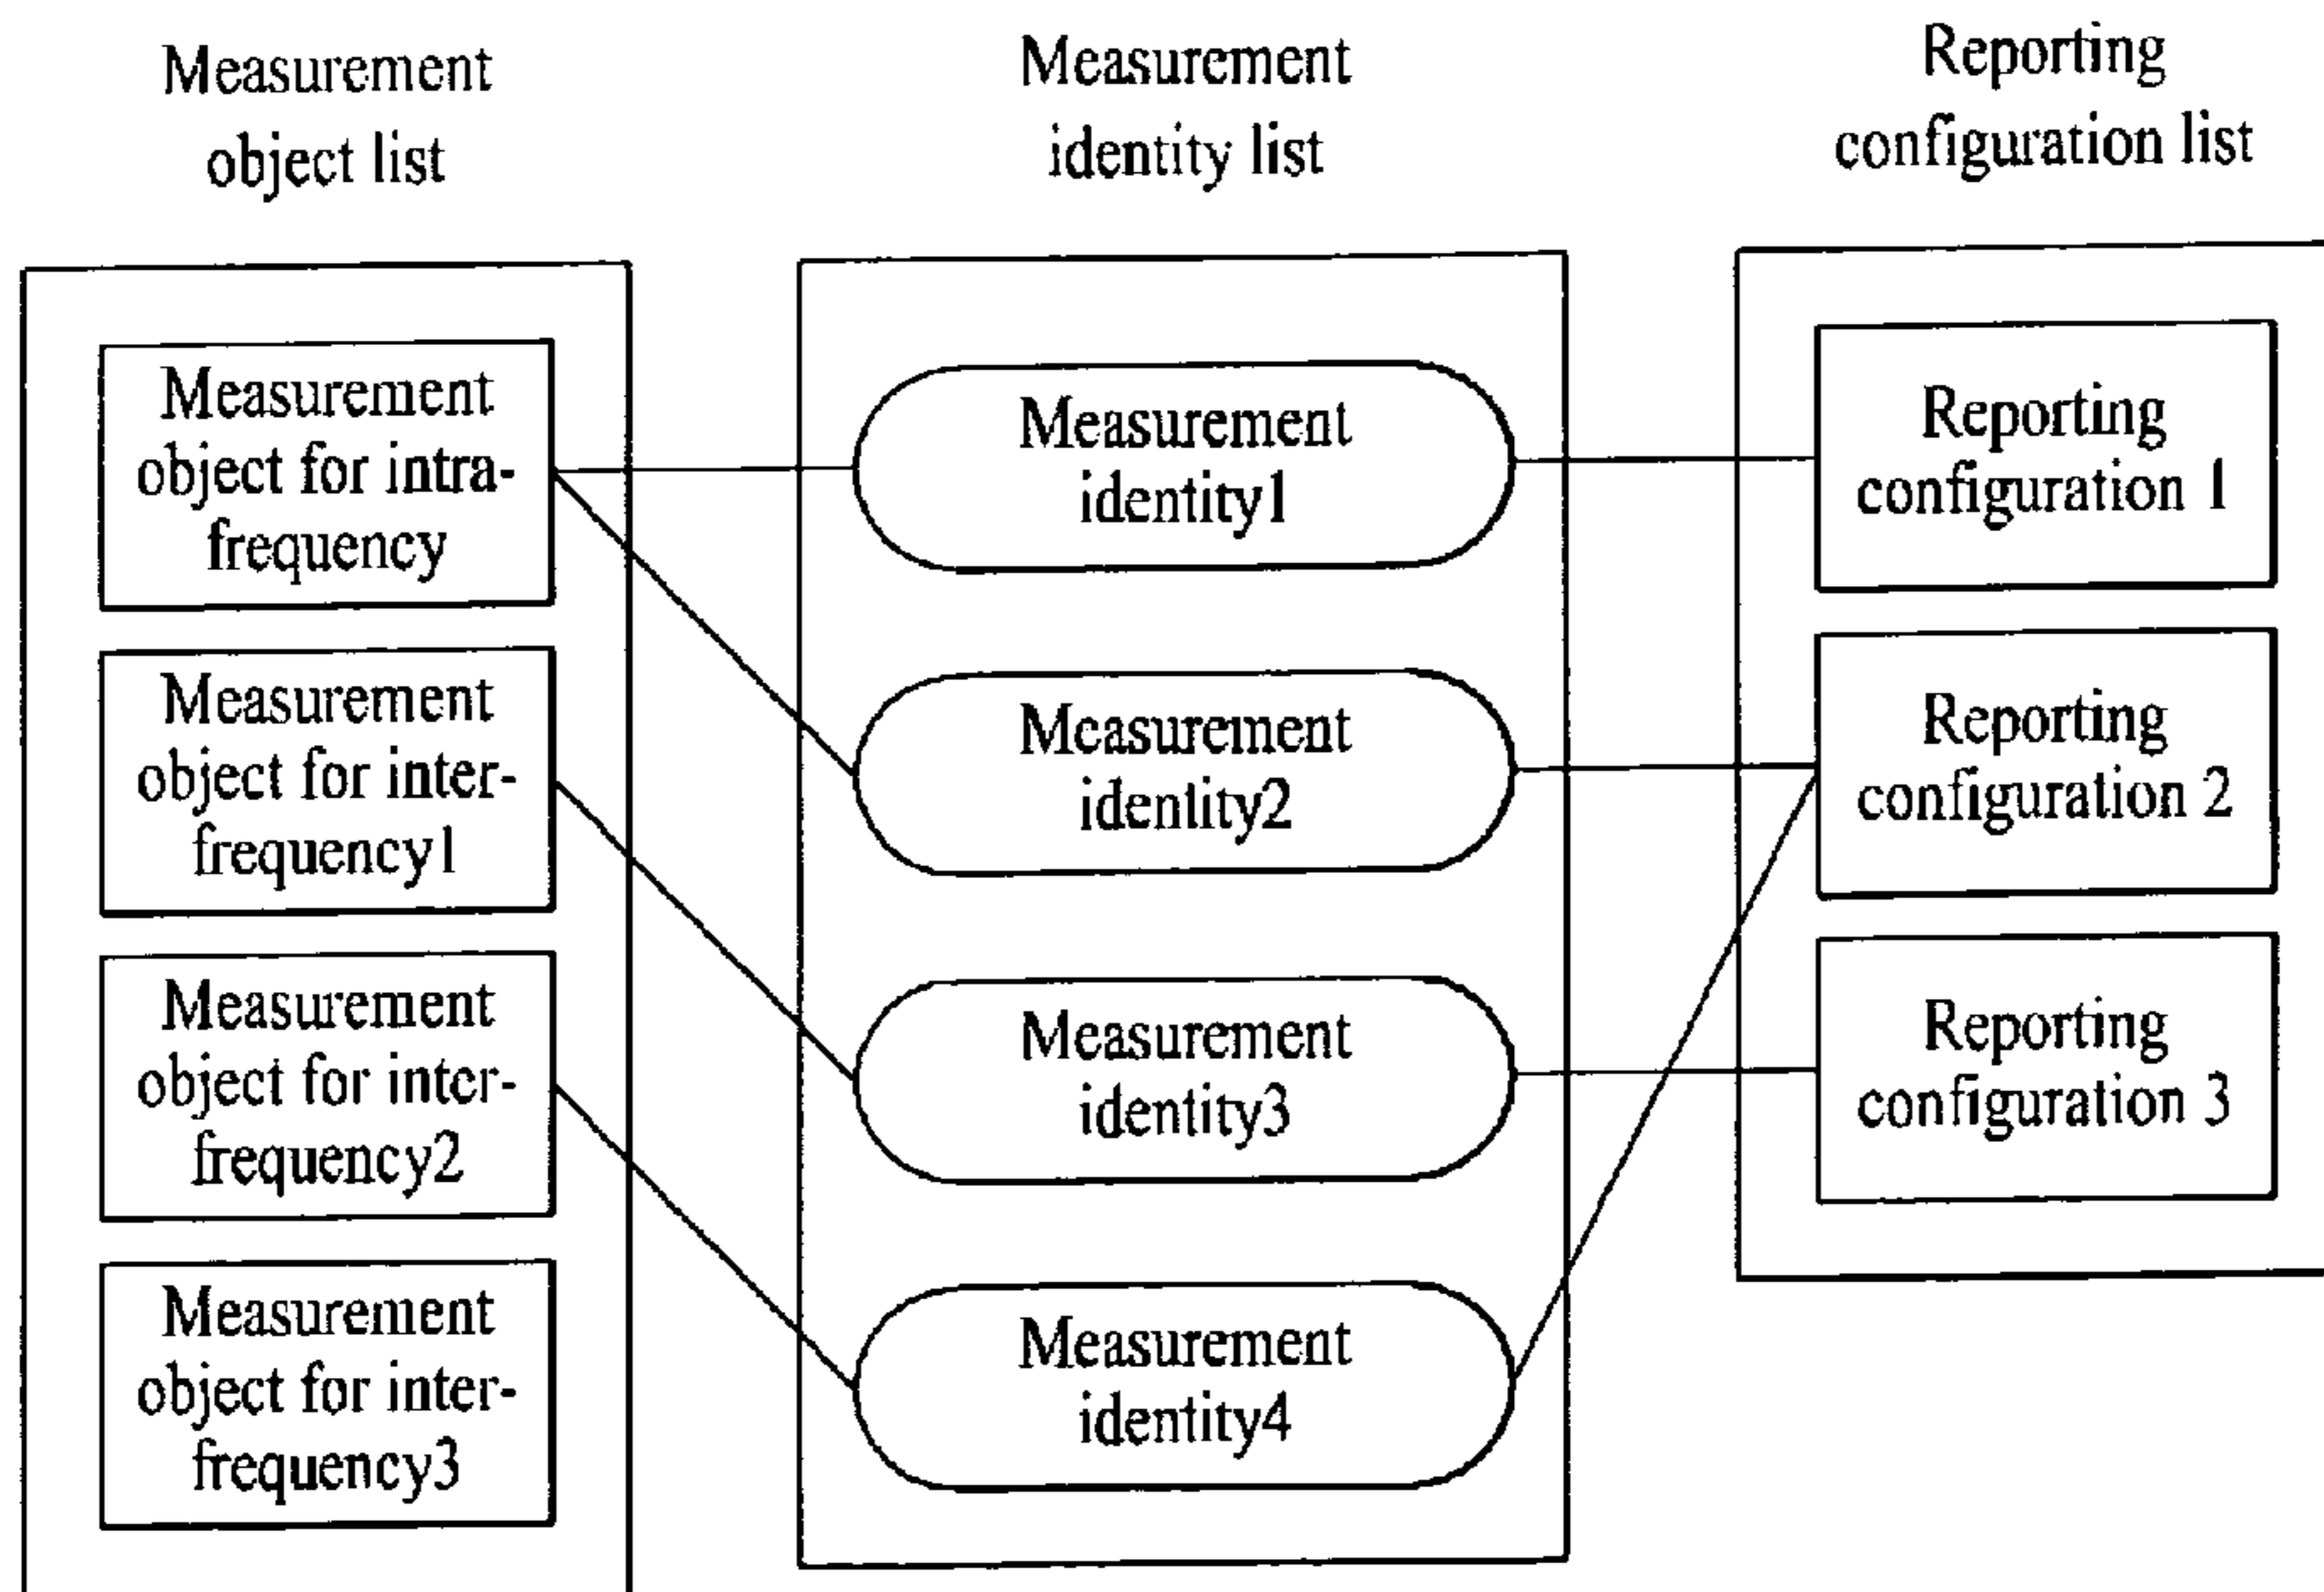 Measurement
object list
Measurement
object for intra-
frequency
Measurement
object for inter-
frequency1
Measurement
object for inter-
frequency2
Measurement
object for inter-
frequency3
Measurement
identity list
Measurement
identity1
Measurement
identity2
Measurement
identity3
Measurement
identity4
Reporting
configuration list
Reporting
configuration 1
Reporting
configuration 2
Reporting
configuration 3